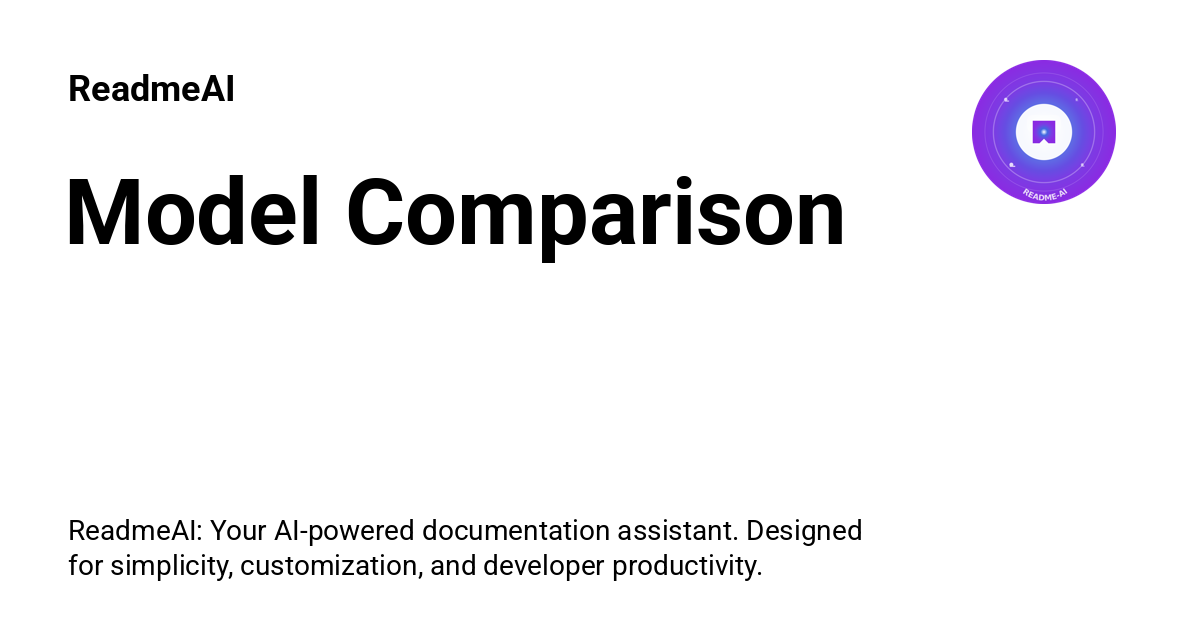 ReadmeAI
Model Comparison
README-AI
ReadmeAI: Your AI-powered documentation assistant. Designed
for simplicity, customization, and developer productivity.